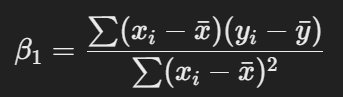 β₁ = ∑(xᵢ − x̄)(yᵢ − ȳ) / ∑(xᵢ − x̄)²